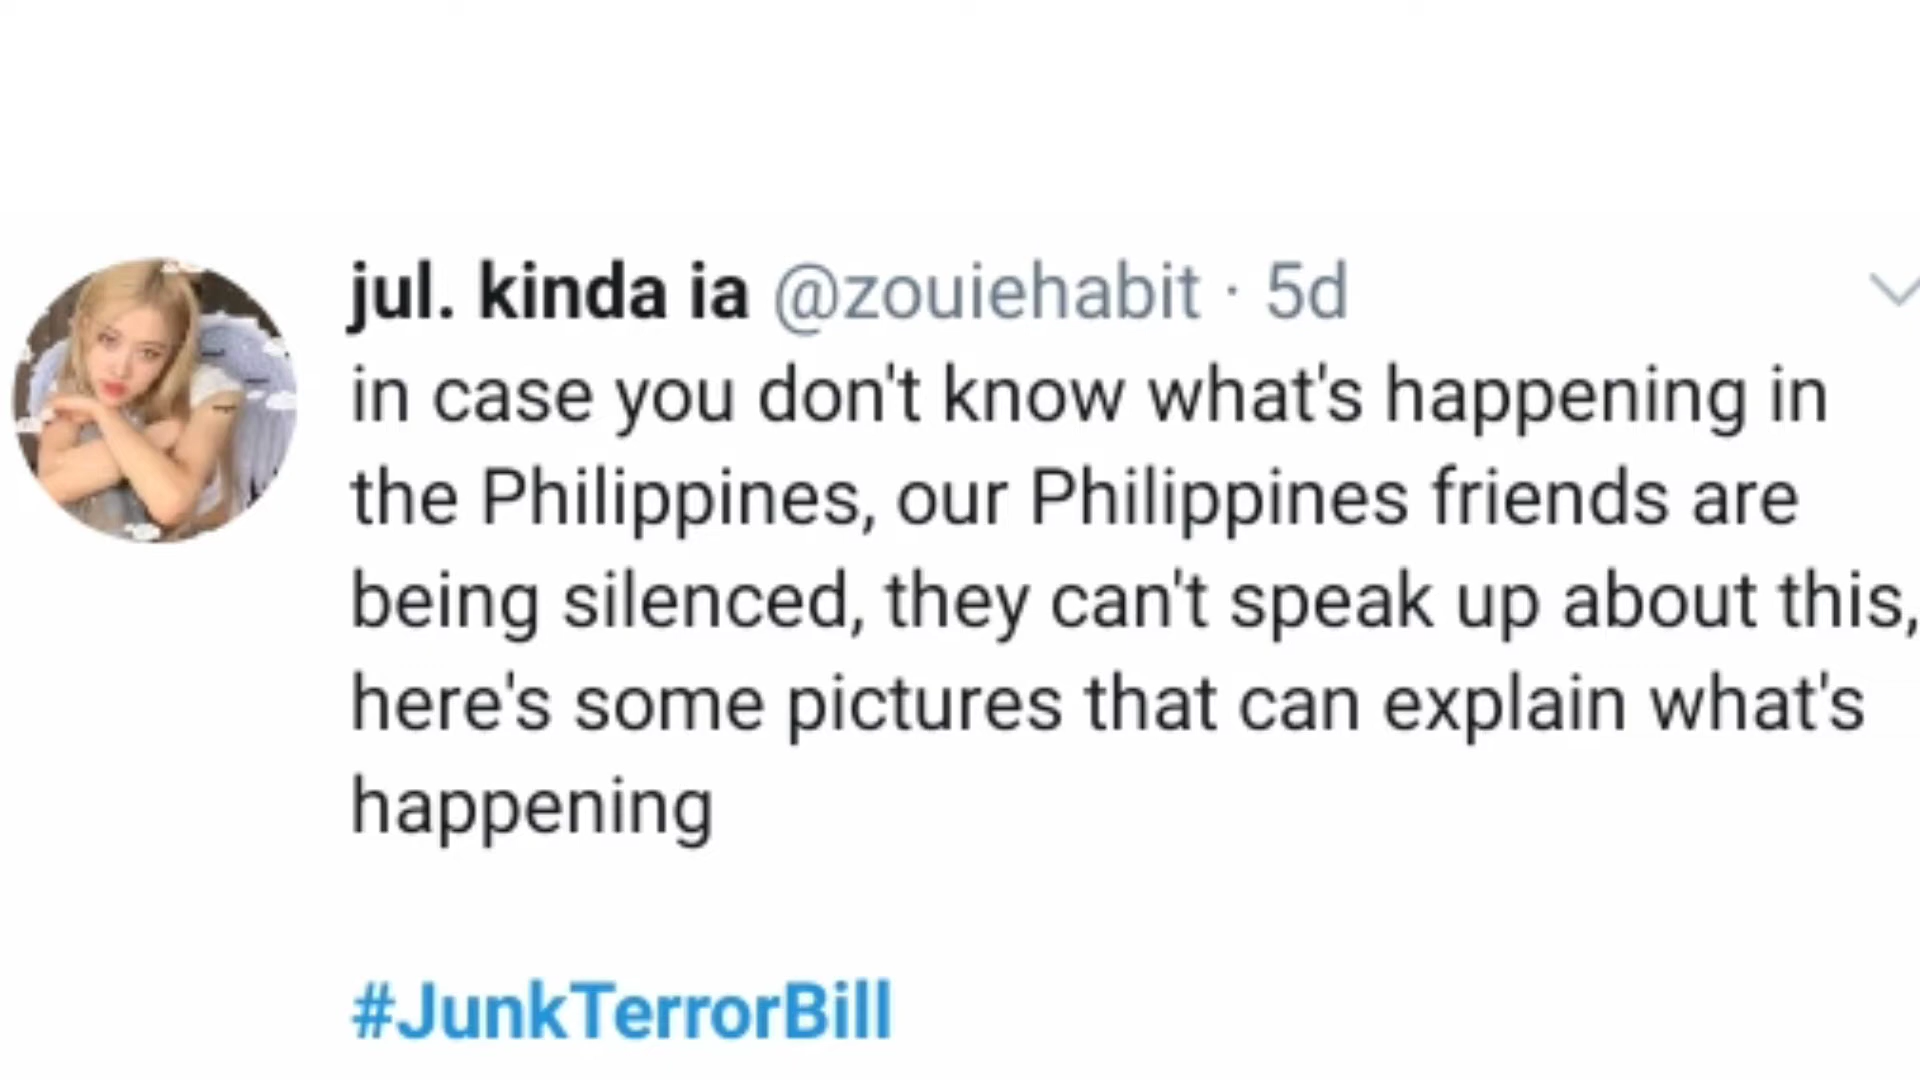 jul. kinda ia @zouiehabit · 5d
in case you don't know what's happening in
the Philippines, our Philippines friends are
being silenced, they can't speak up about this,
here's some pictures that can explain what's
happening
#JunkTerrorBill